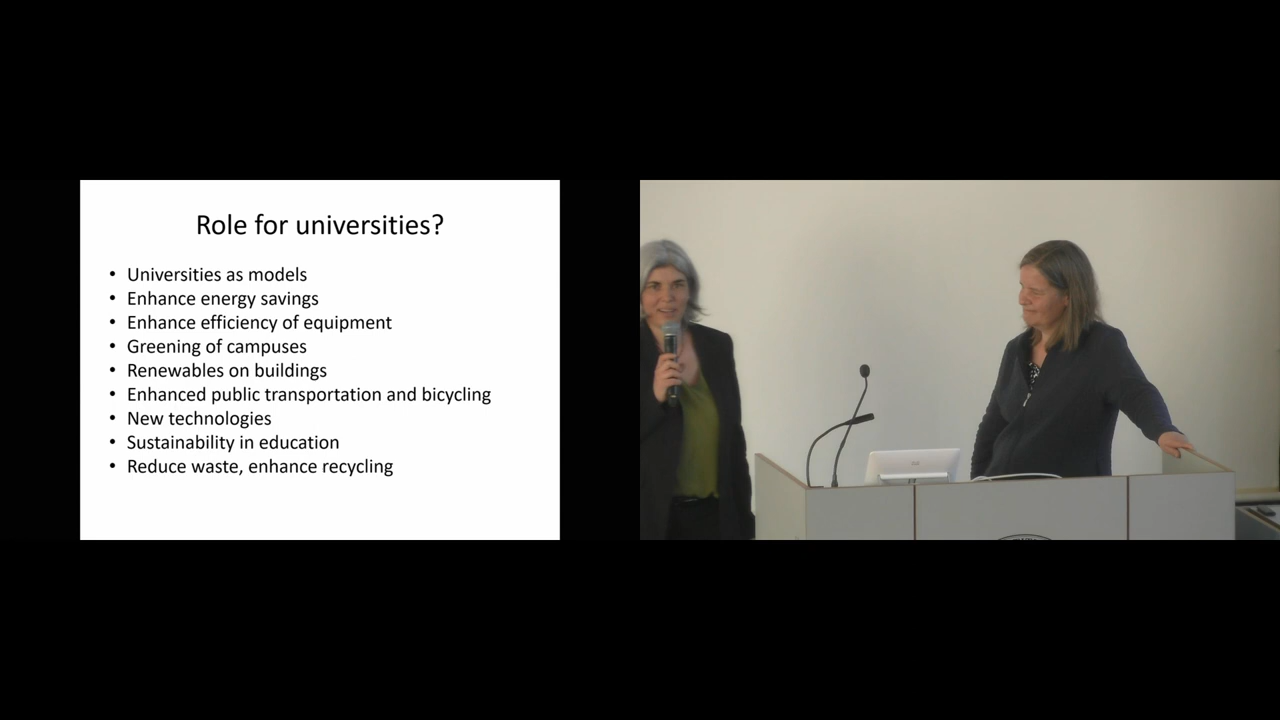 Role for universities?
• Universities as models
• Enhance energy savings
• Enhance efficiency of equipment
• Greening of campuses
• Renewables on buildings
• Enhanced public transportation and bicycling
• New technologies
• Sustainability in education
• Reduce waste, enhance recycling